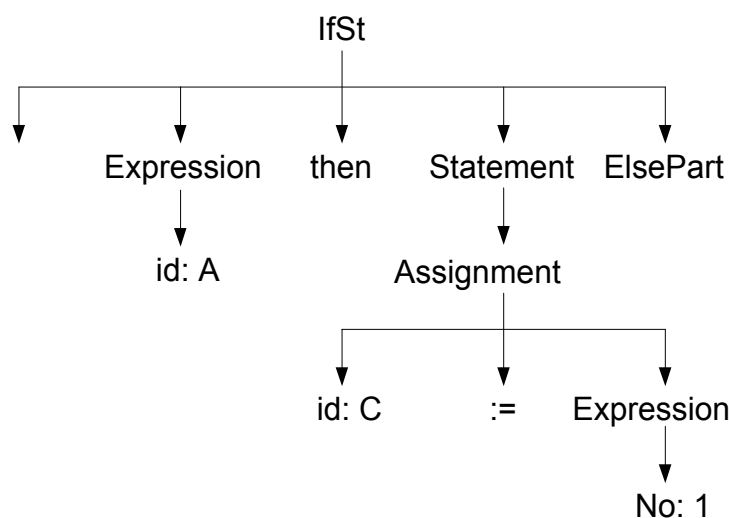 IfSt
Expression then Statement ElsePart
id: A Assignment
id: C := Expression
No: 1